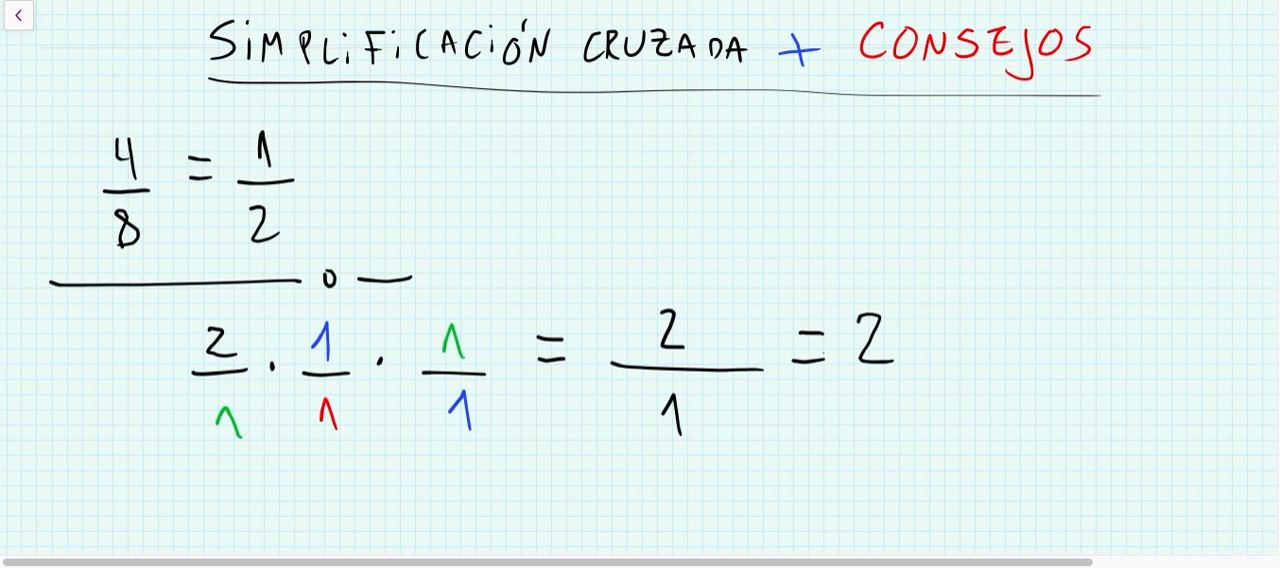 SiMPLiFiCACiÓN CRUZADA + CONSEJOS
4/8 = 1/2
2/1 · 1/1 · 1/1 = 2/1 = 2